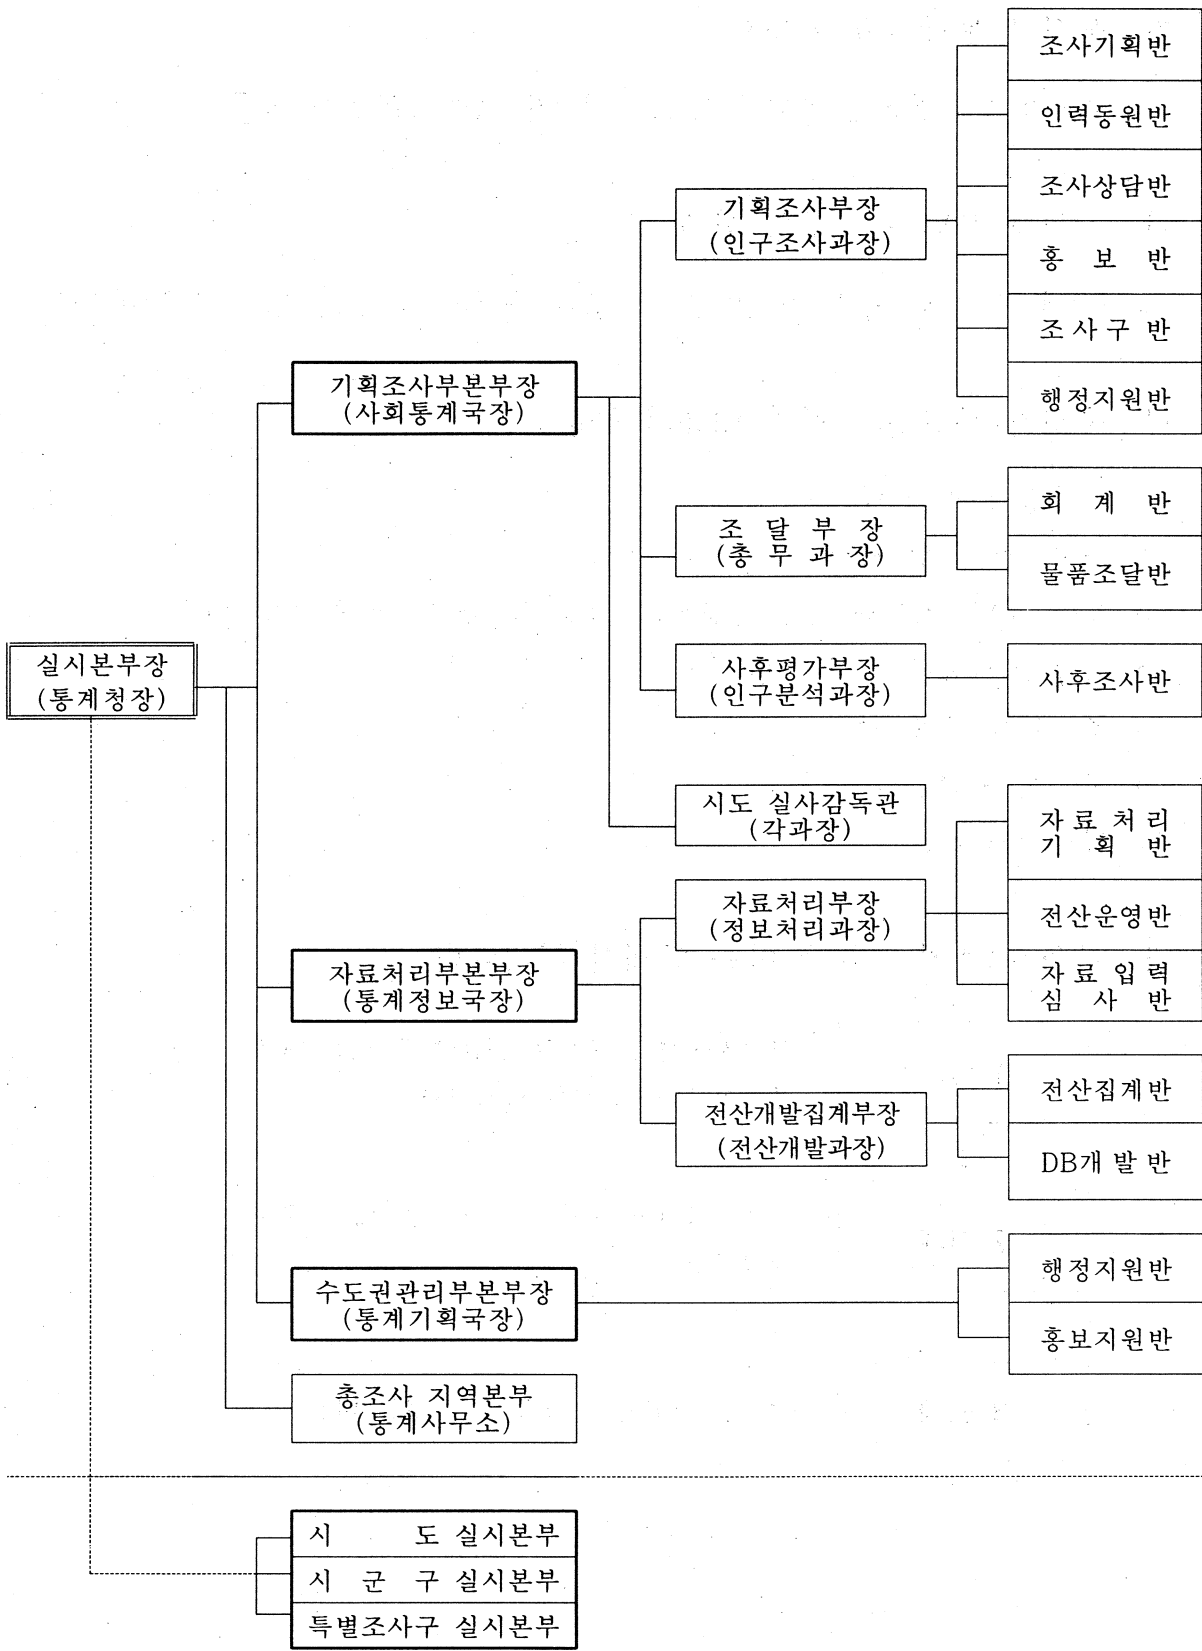 조사기획반
인력동원반
조사상담반
홍 보 반
조사구 반
행정지원반
기획조사부장
(인구조사과장)
기획조사부본부장
(사회통계국장)
조 달 부 장
(총 무 과 장)
회 계 반
물품조달반
실시본부장
(통계청장)
사후평가부장
(인구분석과장)
사후조사반
시도 실사감독관
(각과장)
자료처리부장
(정보처리과장)
자료 처리
기 획 반
전산운영반
자료 입력
심 사 반
자료처리부본부장
(통계정보국장)
전산개발집계부장
(전산개발과장)
전산집계반
DB개발반
수도권관리부본부장
(통계기획국장)
행정지원반
홍보지원반
총조사 지역본부
(통계사무소)
시 도 실시본부
시 군 구 실시본부
특별조사구 실시본부